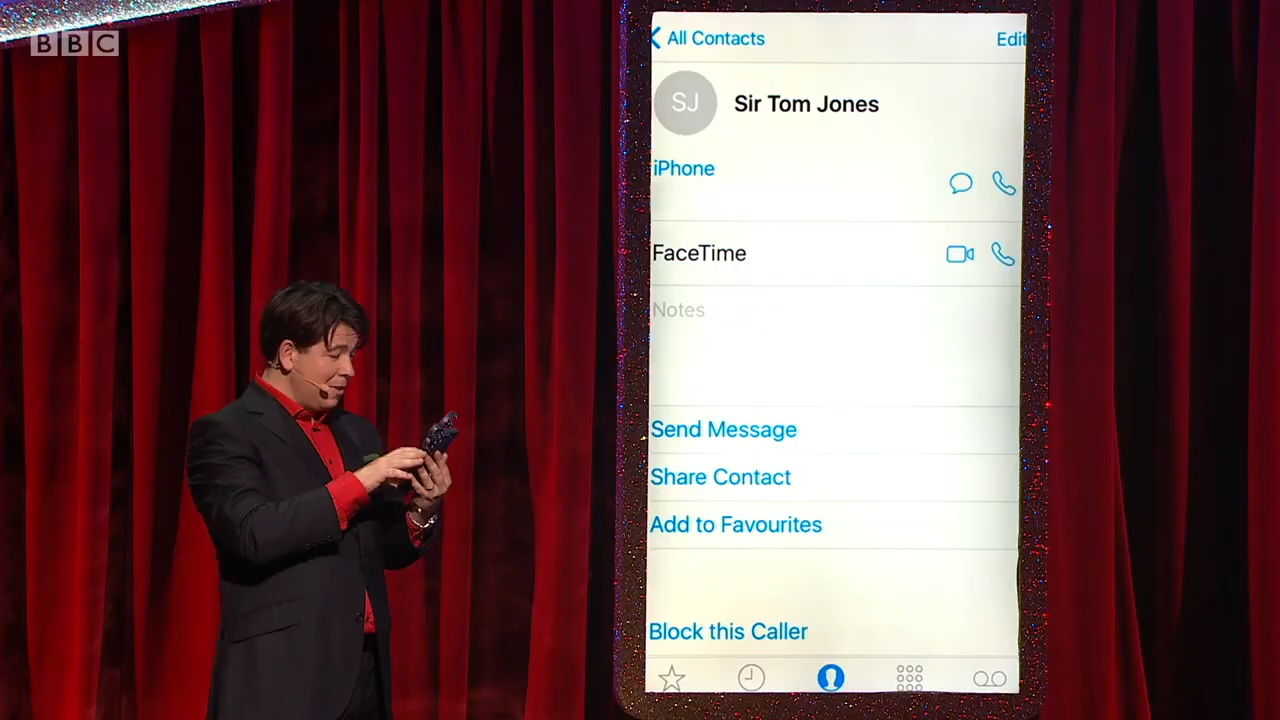 BBC
All Contacts
Edit
SJ
Sir Tom Jones
iPhone
FaceTime
Notes
Send Message
Share Contact
Add to Favourites
Block this Caller